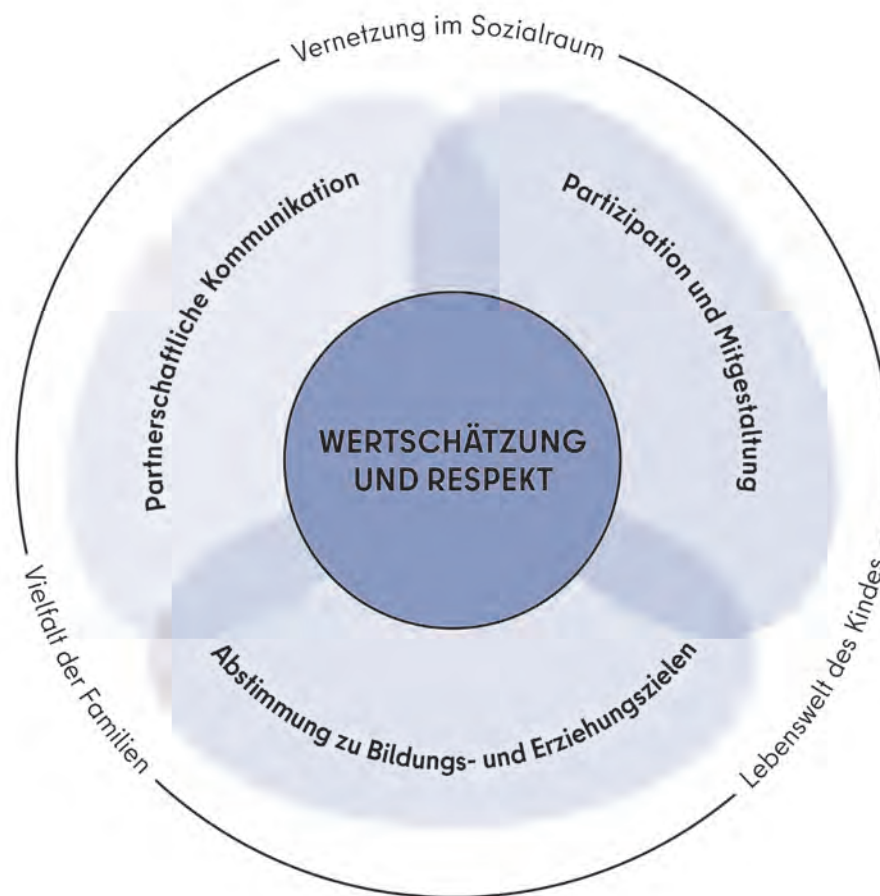 Vernetzung im Sozialraum
Partnerschaftliche Kommunikation
Partizipation und Mitgestaltung
WERTSCHÄTZUNG
UND RESPEKT
Abstimmung zu Bildungs- und Erziehungszielen
Vielfalt der Familien
Lebenswelt des Kindes